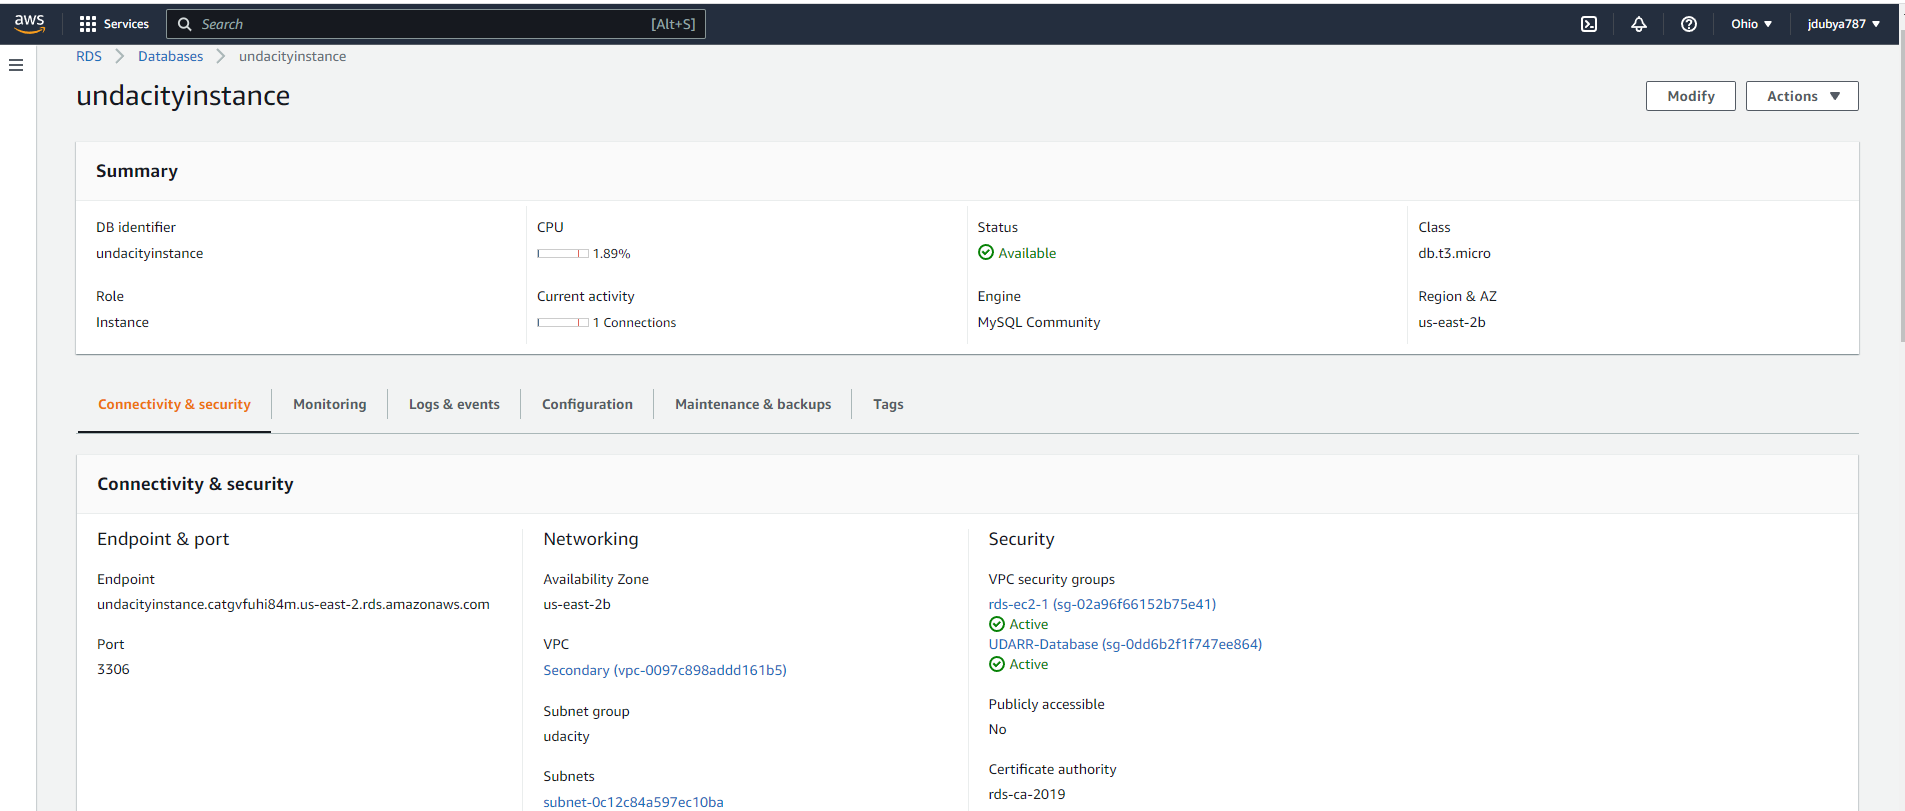 aws
Services
Search
[Alt+S]
Ohio
jdubya787
RDS
Databases
undacityinstance
undacityinstance
Modify
Actions
Summary
DB identifier
undacityinstance
CPU
1.89%
Status
Available
Class
db.t3.micro
Role
Instance
Current activity
1 Connections
Engine
MySQL Community
Region & AZ
us-east-2b
Connectivity & security
Monitoring
Logs & events
Configuration
Maintenance & backups
Tags
Connectivity & security
Endpoint & port
Endpoint
undacityinstance.catgvfuhi84m.us-east-2.rds.amazonaws.com
Port
3306
Networking
Availability Zone
us-east-2b
VPC
Secondary (vpc-0097c898addd161b5)
Subnet group
udacity
Subnets
subnet-0c12c84a597ec10ba
Security
VPC security groups
rds-ec2-1 (sg-02a96f66152b75e41)
Active
UDARR-Database (sg-0dd6b2f1f747ee864)
Active
Publicly accessible
No
Certificate authority
rds-ca-2019